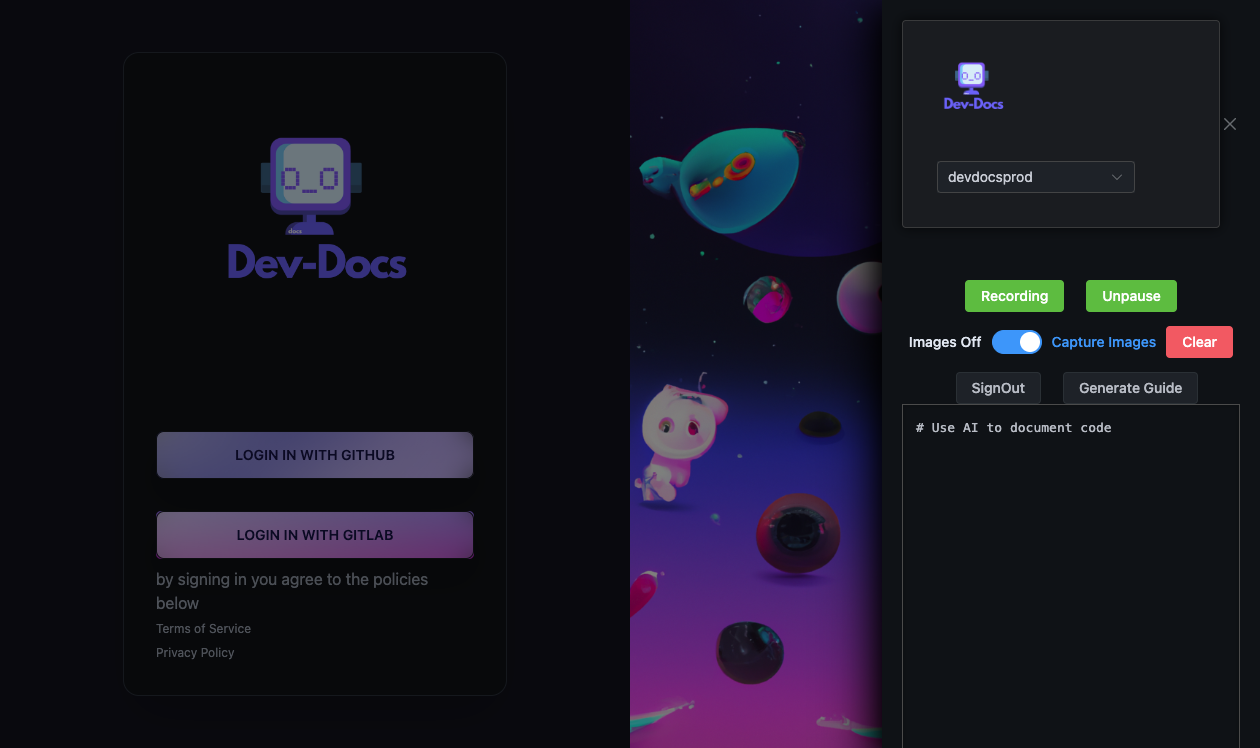 docs
Dev-Docs
LOGIN IN WITH GITHUB
LOGIN IN WITH GITLAB
by signing in you agree to the policies
below
Terms of Service
Privacy Policy
Dev-Docs
devdocsprod
Recording Unpause
Images Off Capture Images Clear
SignOut Generate Guide
# Use AI to document code